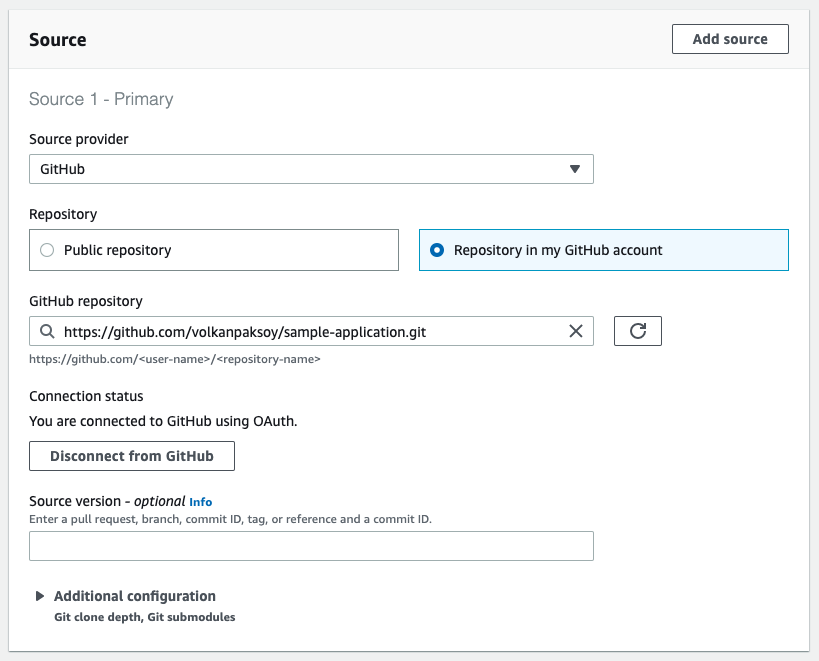 Source
Add source
Source 1 - Primary
Source provider
GitHub
Repository
Public repository
Repository in my GitHub account
GitHub repository
https://github.com/volkanpaksoy/sample-application.git
https://github.com/<user-name>/<repository-name>
Connection status
You are connected to GitHub using OAuth.
Disconnect from GitHub
Source version - optional Info
Enter a pull request, branch, commit ID, tag, or reference and a commit ID.
Additional configuration
Git clone depth, Git submodules